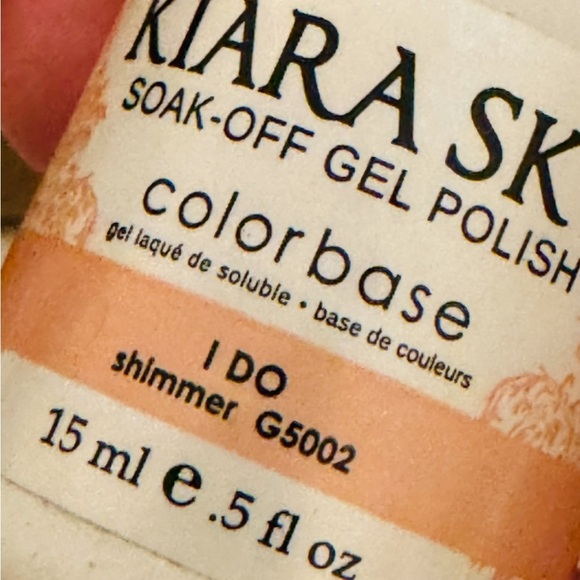 KIARA SK
SOAK-OFF GEL POLISH
colorbase
gel laqué de soluble • base de couleurs
I DO
shimmer G5002
15 ml e .5 fl oz